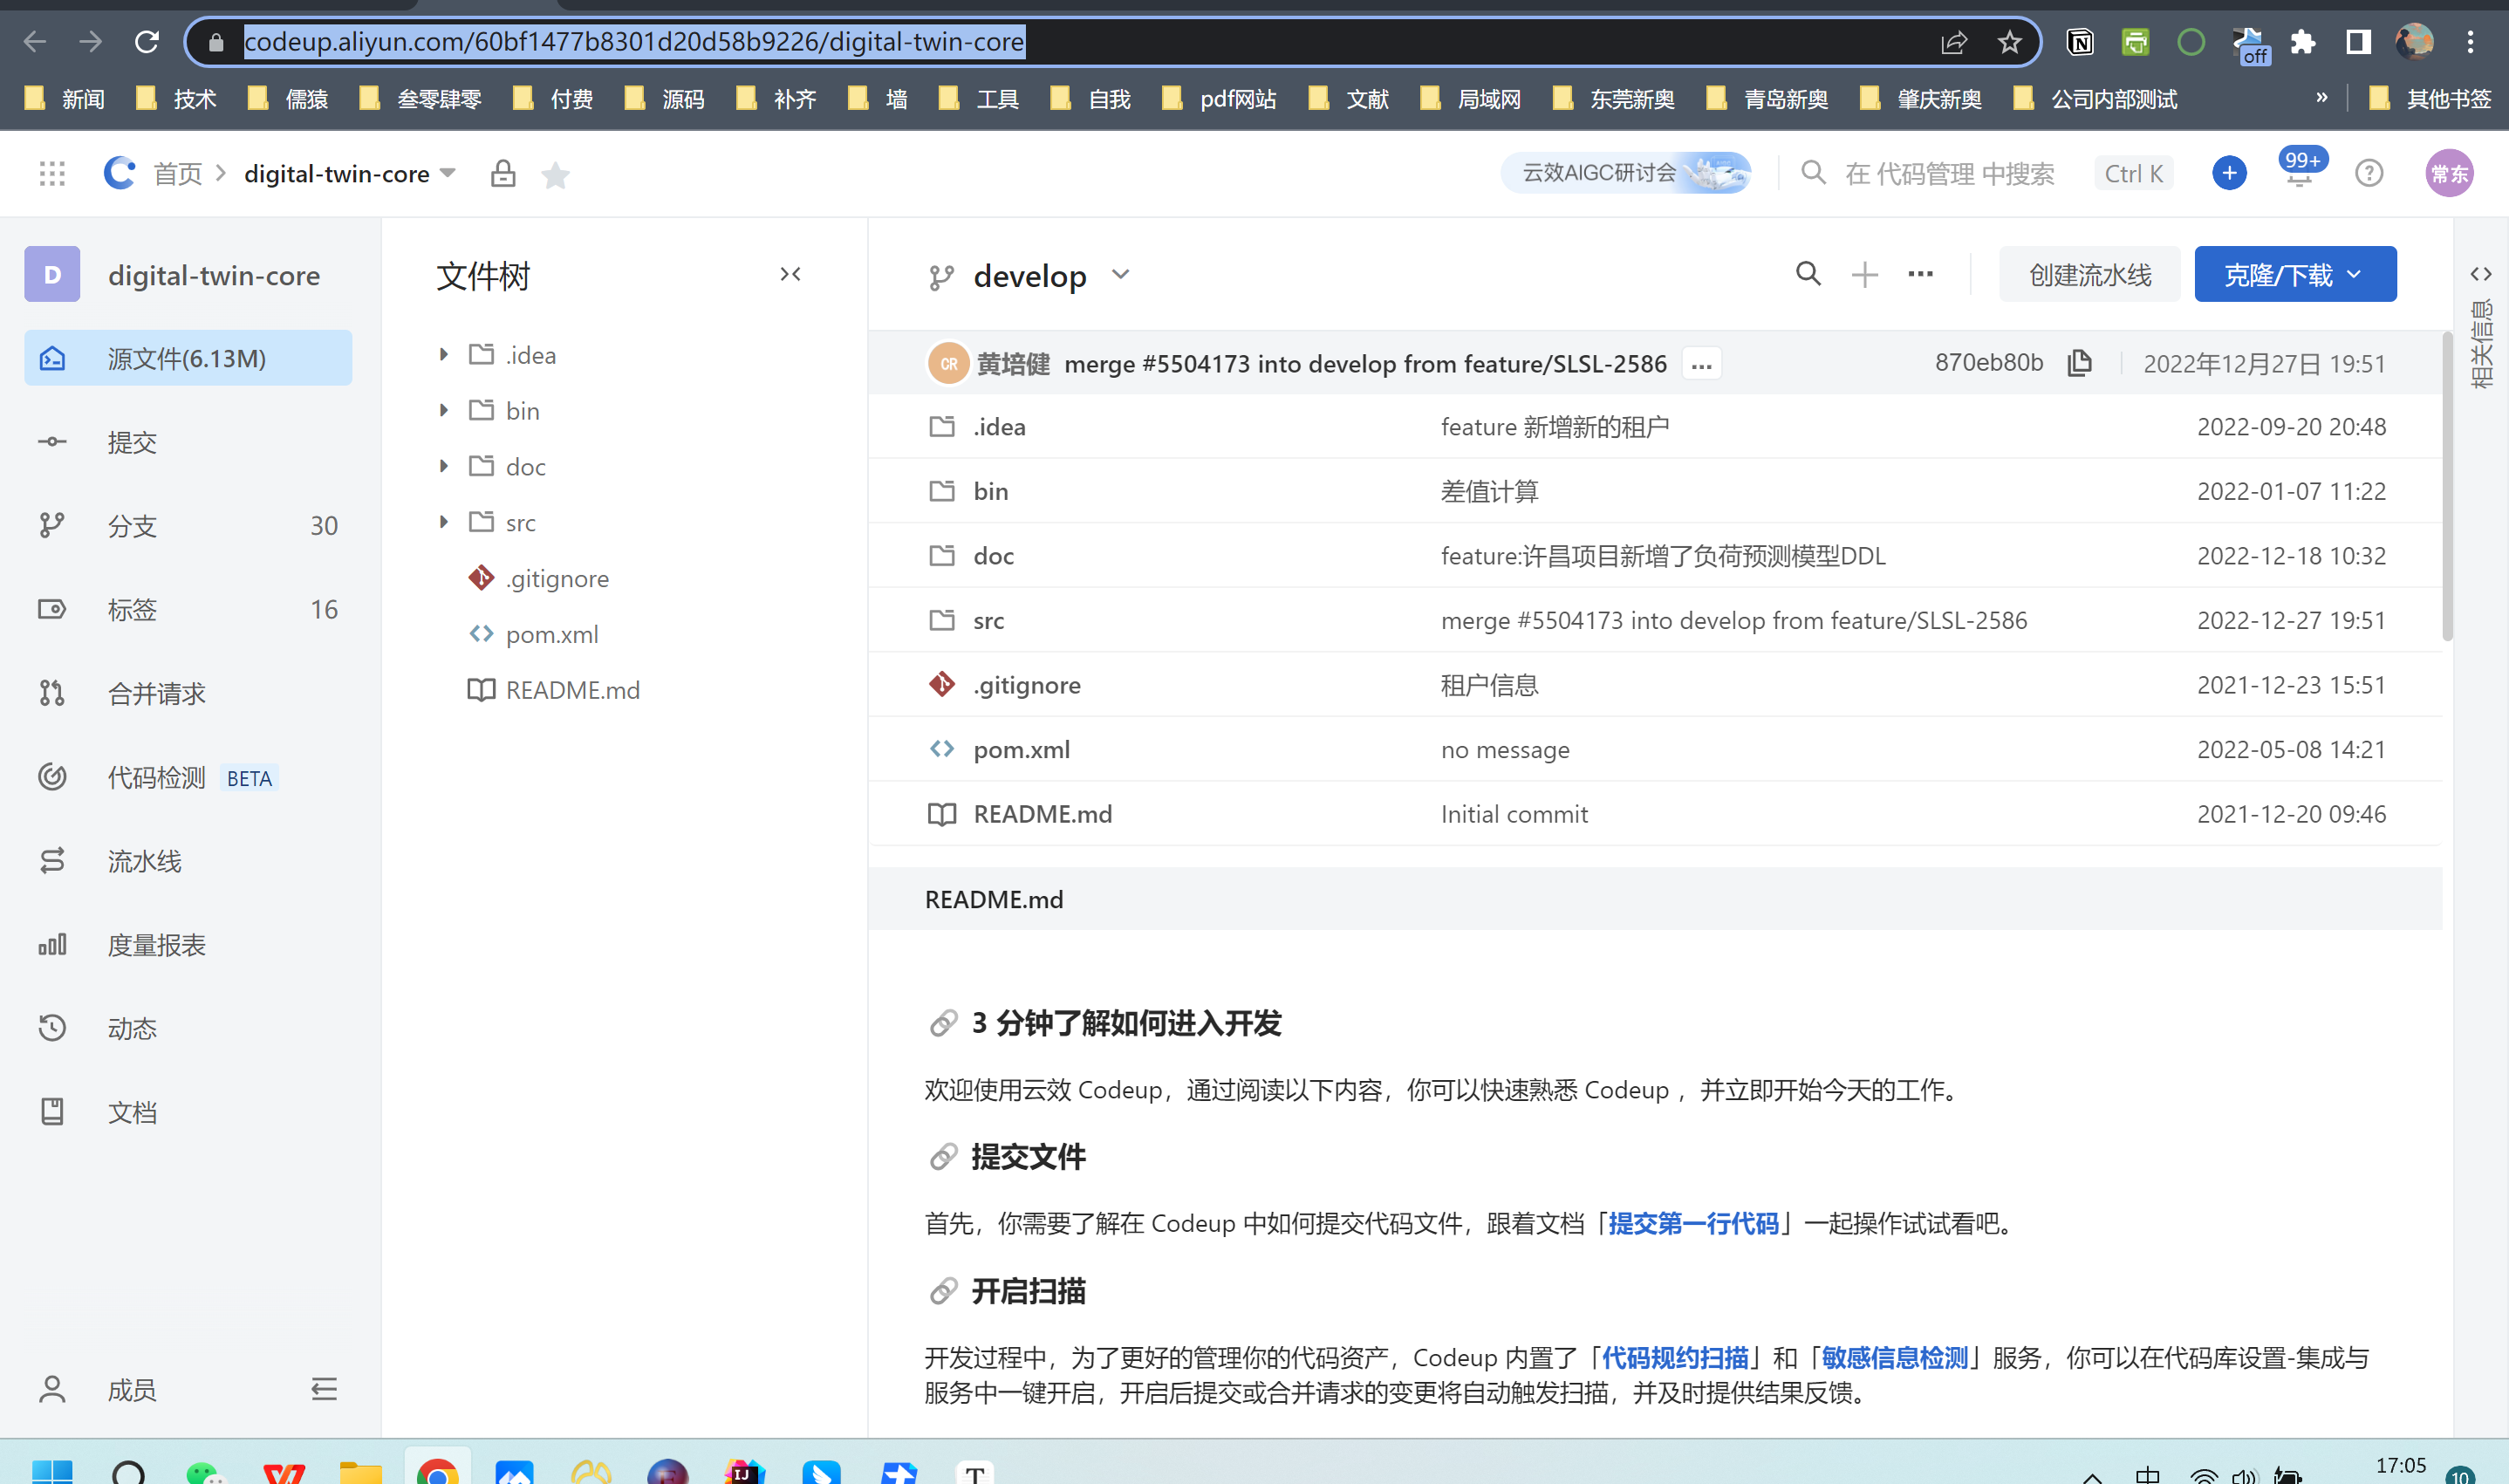 codeup.aliyun.com/60bf1477b8301d20d58b9226/digital-twin-core
off
新闻 技术 儒猿 叁零肆零 付费 源码 补齐 墙 工具 自我 pdf网站 文献 局域网 东莞新奥 青岛新奥 肇庆新奥 公司内部测试 » 其他书签
首页 digital-twin-core 云效AIGC研讨会 在 代码管理 中搜索 Ctrl K 99+ 常东
D digital-twin-core
源文件(6.13M)
提交
分支 30
标签 16
合并请求
代码检测 BETA
流水线
度量报表
动态
文档
成员
文件树
.idea
bin
doc
src
.gitignore
pom.xml
README.md
develop 创建流水线 克隆/下载
相关信息
CR 黄培健 merge #5504173 into develop from feature/SLSL-2586 ... 870eb80b 2022年12月27日 19:51
.idea feature 新增新的租户 2022-09-20 20:48
bin 差值计算 2022-01-07 11:22
doc feature:许昌项目新增了负荷预测模型DDL 2022-12-18 10:32
src merge #5504173 into develop from feature/SLSL-2586 2022-12-27 19:51
.gitignore 租户信息 2021-12-23 15:51
pom.xml no message 2022-05-08 14:21
README.md Initial commit 2021-12-20 09:46
README.md
3 分钟了解如何进入开发
欢迎使用云效 Codeup，通过阅读以下内容，你可以快速熟悉 Codeup ，并立即开始今天的工作。
提交文件
首先，你需要了解在 Codeup 中如何提交代码文件，跟着文档「提交第一行代码」一起操作试试看吧。
开启扫描
开发过程中，为了更好的管理你的代码资产，Codeup 内置了「代码规约扫描」和「敏感信息检测」服务，你可以在代码库设置-集成与
服务中一键开启，开启后提交或合并请求的变更将自动触发扫描，并及时提供结果反馈。
IJ T 中 17:05 10